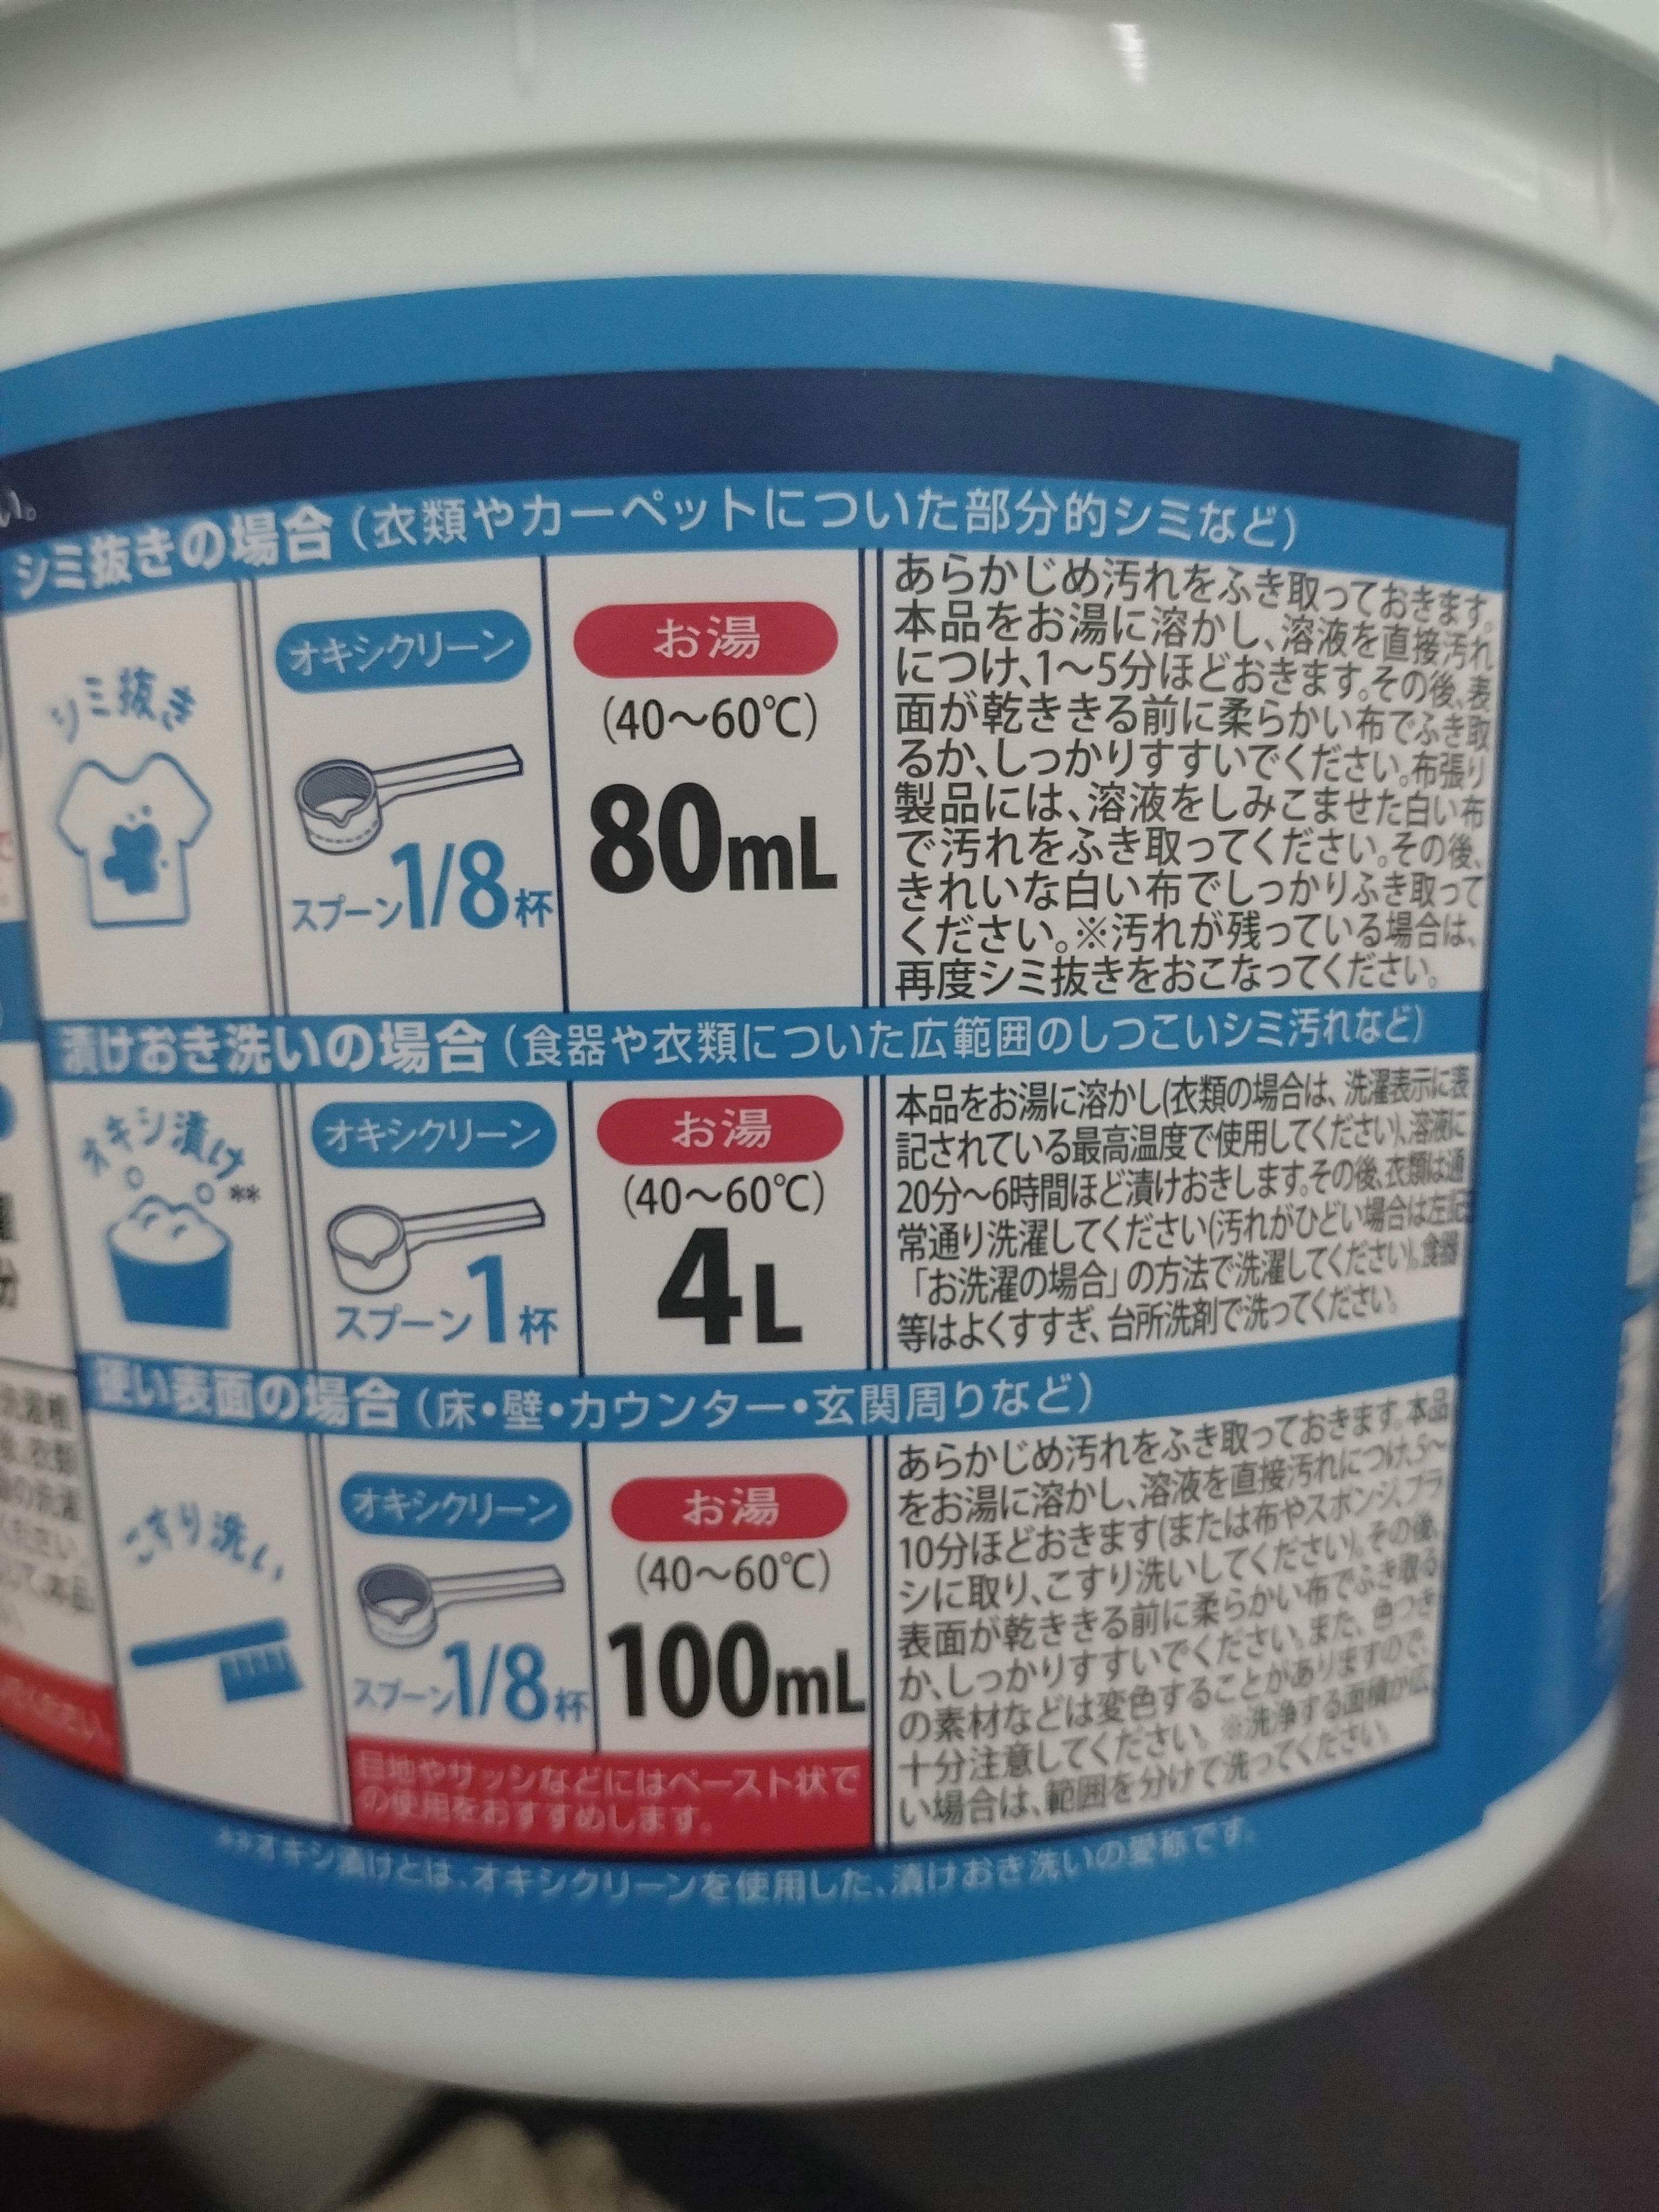 い。
シミ抜きの場合(衣類やカーペットについた部分的シミなど)
シミ抜き
オキシクリーン
スプーン1/8杯
お湯
(40〜60℃)
80mL
あらかじめ汚れをふき取っておきます。
本品をお湯に溶かし、溶液を直接汚れ
につけ、1〜5分ほどおきます。その後、表
面が乾ききる前に柔らかい布でふき取
るか、しっかりすすいでください。布張り
製品には、溶液をしみこませた白い布
で汚れをふき取ってください。その後、
きれいな白い布でしっかりふき取って
ください。※汚れが残っている場合は、
再度シミ抜きをおこなってください。
漬けおき洗いの場合(食器や衣類についた広範囲のしつこいシミ汚れなど)
オキシ漬け**
オキシクリーン
スプーン1杯
お湯
(40〜60℃)
4L
本品をお湯に溶かし(衣類の場合は、洗濯表示に表
記されている最高温度で使用してください)、溶液に
20分〜6時間ほど漬けおきします。その後、衣類は通
常通り洗濯してください(汚れがひどい場合は左記
「お洗濯の場合」の方法で洗濯してください)。食器
等はよくすすぎ、台所洗剤で洗ってください。
硬い表面の場合(床・壁・カウンター・玄関周りなど)
こすり洗い
オキシクリーン
スプーン1/8杯
お湯
(40〜60℃)
100mL
目地やサッシなどにはペースト状で
の使用をおすすめします。
あらかじめ汚れをふき取っておきます。本品
をお湯に溶かし、溶液を直接汚れにつけ、5〜
10分ほどおきます(または布やスポンジ、ブラ
シに取り、こすり洗いしてください)。その後、
表面が乾ききる前に柔らかい布でふき取る
か、しっかりすすいでください。また、色つき
の素材などは変色することがありますので、
十分注意してください。※洗浄する面積が広
い場合は、範囲を分けて洗ってください。
**オキシ漬けとは、オキシクリーンを使用した、漬けおき洗いの愛称です。